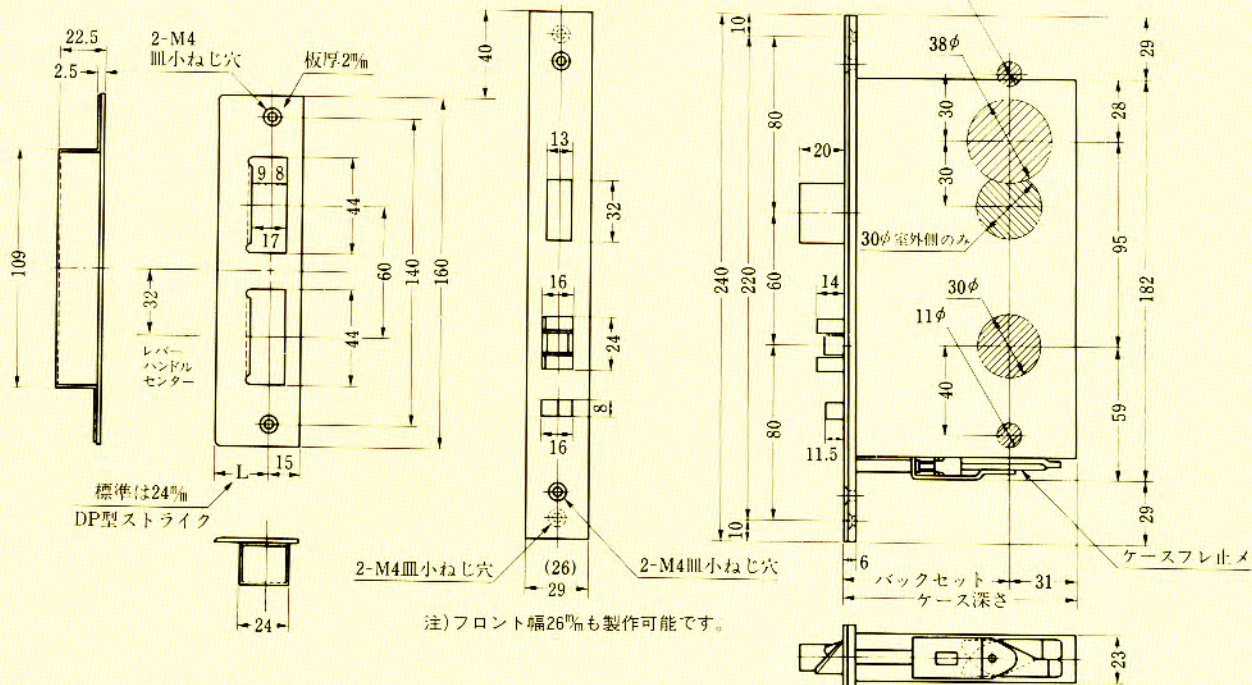 22.5
2.5
2-M4
皿小ねじ穴
板厚2㎜
109
32
レバー
ハンドル
センター
9 8
17
44
60
44
140
160
L
15
標準は24㎜
DP型ストライク
24
40
13
32
16
24
8
16
2-M4皿小ねじ穴
(26)
29
2-M4皿小ねじ穴
注)フロント幅26㎜も製作可能です。
10
240
220
80
60
80
10
20
14
11.5
38φ
30
30
30φ室外側のみ
30φ
11φ
40
29
28
95
182
59
29
ケースフレ止メ
6
バックセット
31
ケース深さ
23